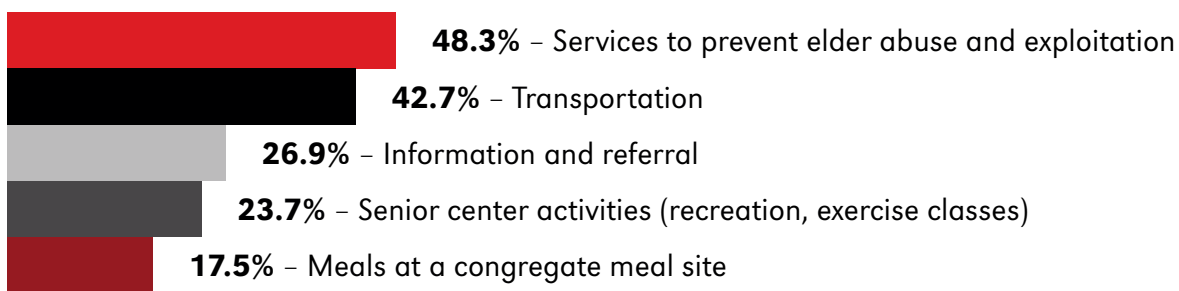 48.3% – Services to prevent elder abuse and exploitation
42.7% – Transportation
26.9% – Information and referral
23.7% – Senior center activities (recreation, exercise classes)
17.5% – Meals at a congregate meal site